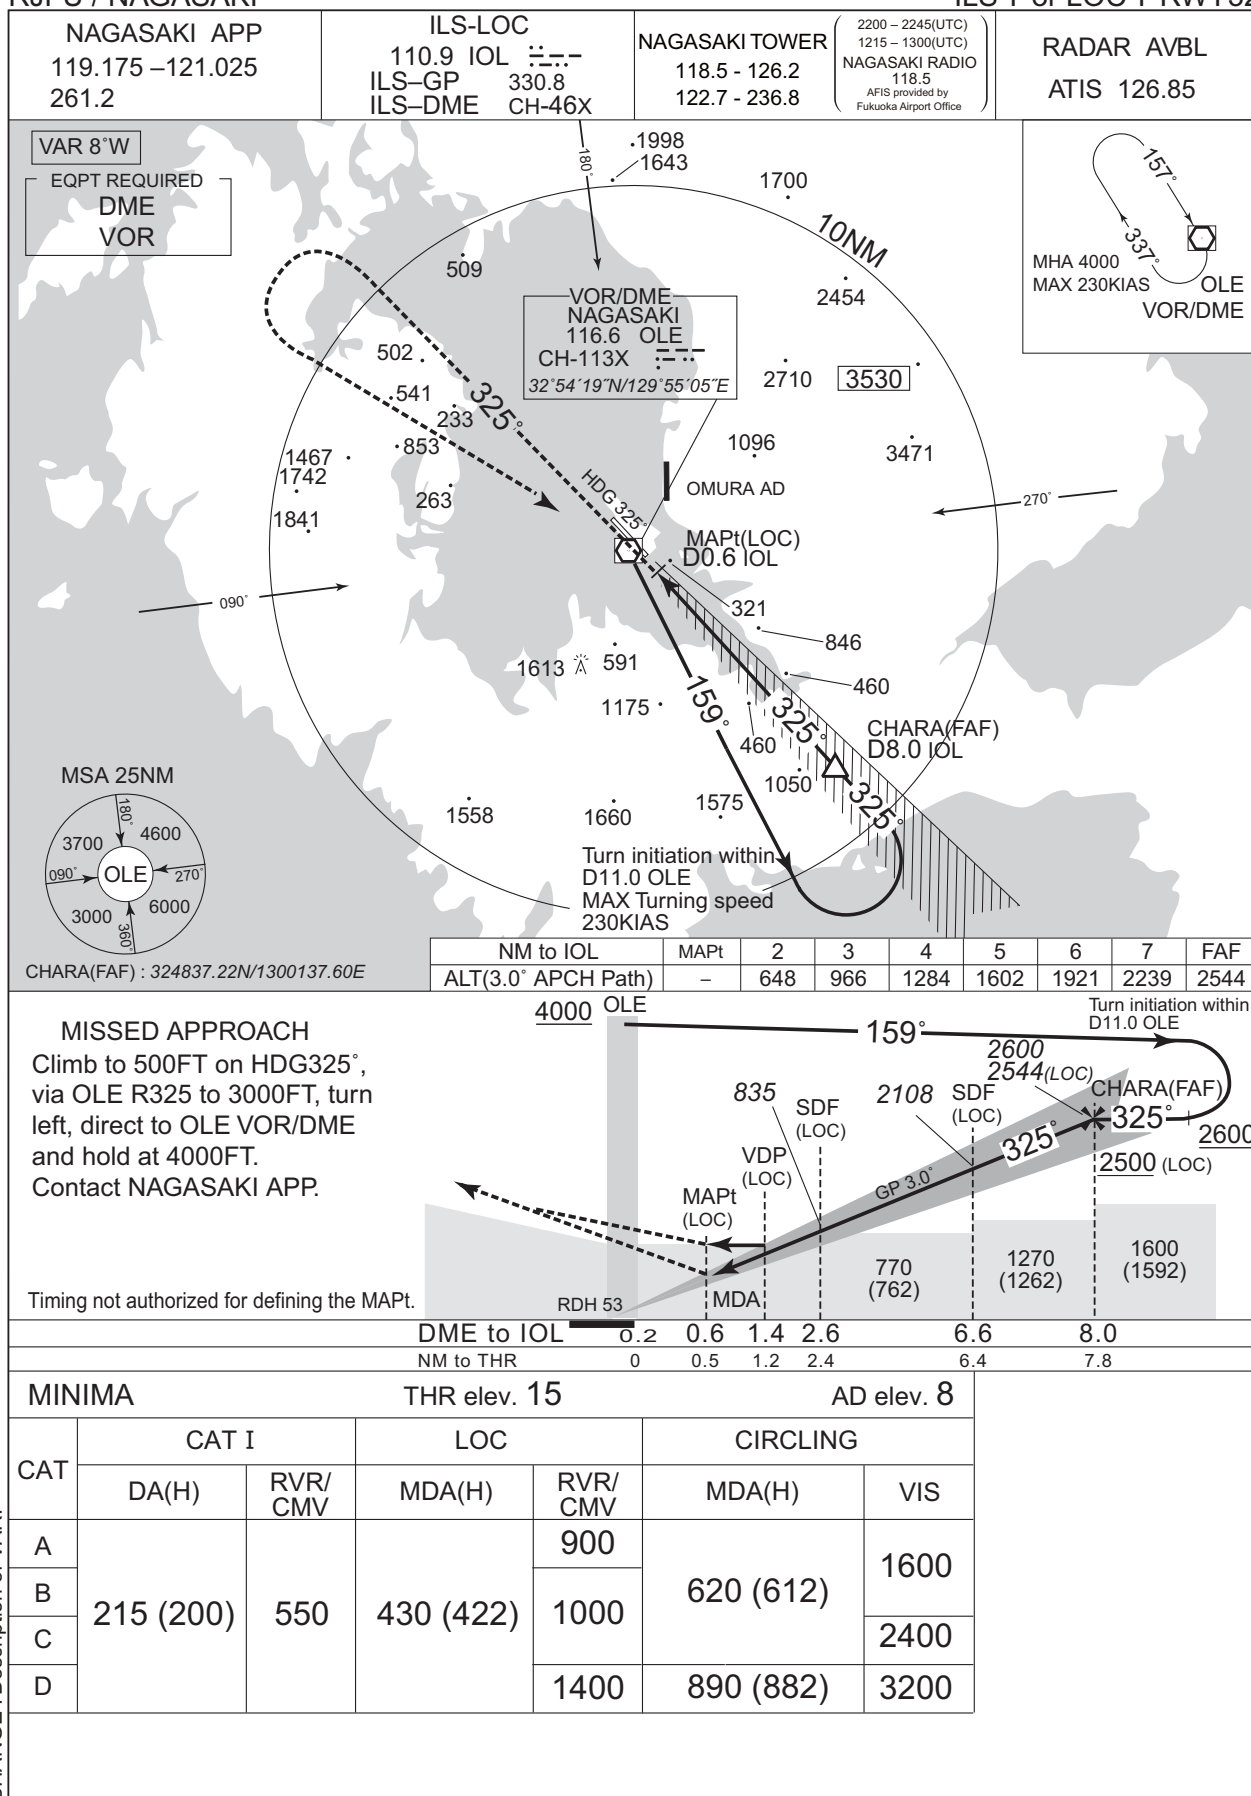 RJFU / NAGASAKI
NAGASAKI APP
119.175 –121.025
261.2
ILS-LOC
110.9 IOL
ILS–GP 330.8
ILS–DME CH-46X
NAGASAKI TOWER
118.5 - 126.2
122.7 - 236.8
2200 – 2245(UTC)
1215 – 1300(UTC)
NAGASAKI RADIO
118.5
AFIS provided by
Fukuoka Airport Office
RADAR AVBL
ATIS 126.85
VAR 8°W
EQPT REQUIRED
DME
VOR
180°
1998
1643
1700
10NM
2454
509
VOR/DME
NAGASAKI
116.6 OLE
CH-113X
32°54´19˝N/129°55´05˝E
157°
337°
MHA 4000
MAX 230KIAS
OLE
VOR/DME
502
541
233
325°
853
1467
1742
263
1841
2710
3530
1096
3471
HDG 325°
OMURA AD
270°
MAPt(LOC)
D0.6 IOL
090°
321
846
1613
591
460
1175
159°
325°
460
CHARA(FAF)
D8.0 IOL
1050
325°
1558
1660
1575
Turn initiation within
D11.0 OLE
MAX Turning speed
230KIAS
MSA 25NM
180°
3700
4600
090°
OLE
270°
3000
6000
360°
CHARA(FAF) : 324837.22N/1300137.60E
NM to IOL MAPt 2 3 4 5 6 7 FAF
ALT(3.0° APCH Path) – 648 966 1284 1602 1921 2239 2544
MISSED APPROACH
Climb to 500FT on HDG325°,
via OLE R325 to 3000FT, turn
left, direct to OLE VOR/DME
and hold at 4000FT.
Contact NAGASAKI APP.
Timing not authorized for defining the MAPt.
4000 OLE
159°
Turn initiation within
D11.0 OLE
2600
2544(LOC)
CHARA(FAF)
325°
2600
2500 (LOC)
835
2108
SDF
(LOC)
SDF
(LOC)
325°
GP 3.0°
VDP
(LOC)
MAPt
(LOC)
770
(762)
1270
(1262)
1600
(1592)
MDA
RDH 53
DME to IOL 0.2 0.6 1.4 2.6 6.6 8.0
NM to THR 0 0.5 1.2 2.4 6.4 7.8
MINIMA THR elev. 15 AD elev. 8
CAT CAT I LOC CIRCLING
DA(H) RVR/CMV MDA(H) RVR/CMV MDA(H) VIS
A 215 (200) 550 430 (422) 900 620 (612) 1600
B 1000
C 2400
D 1400 890 (882) 3200